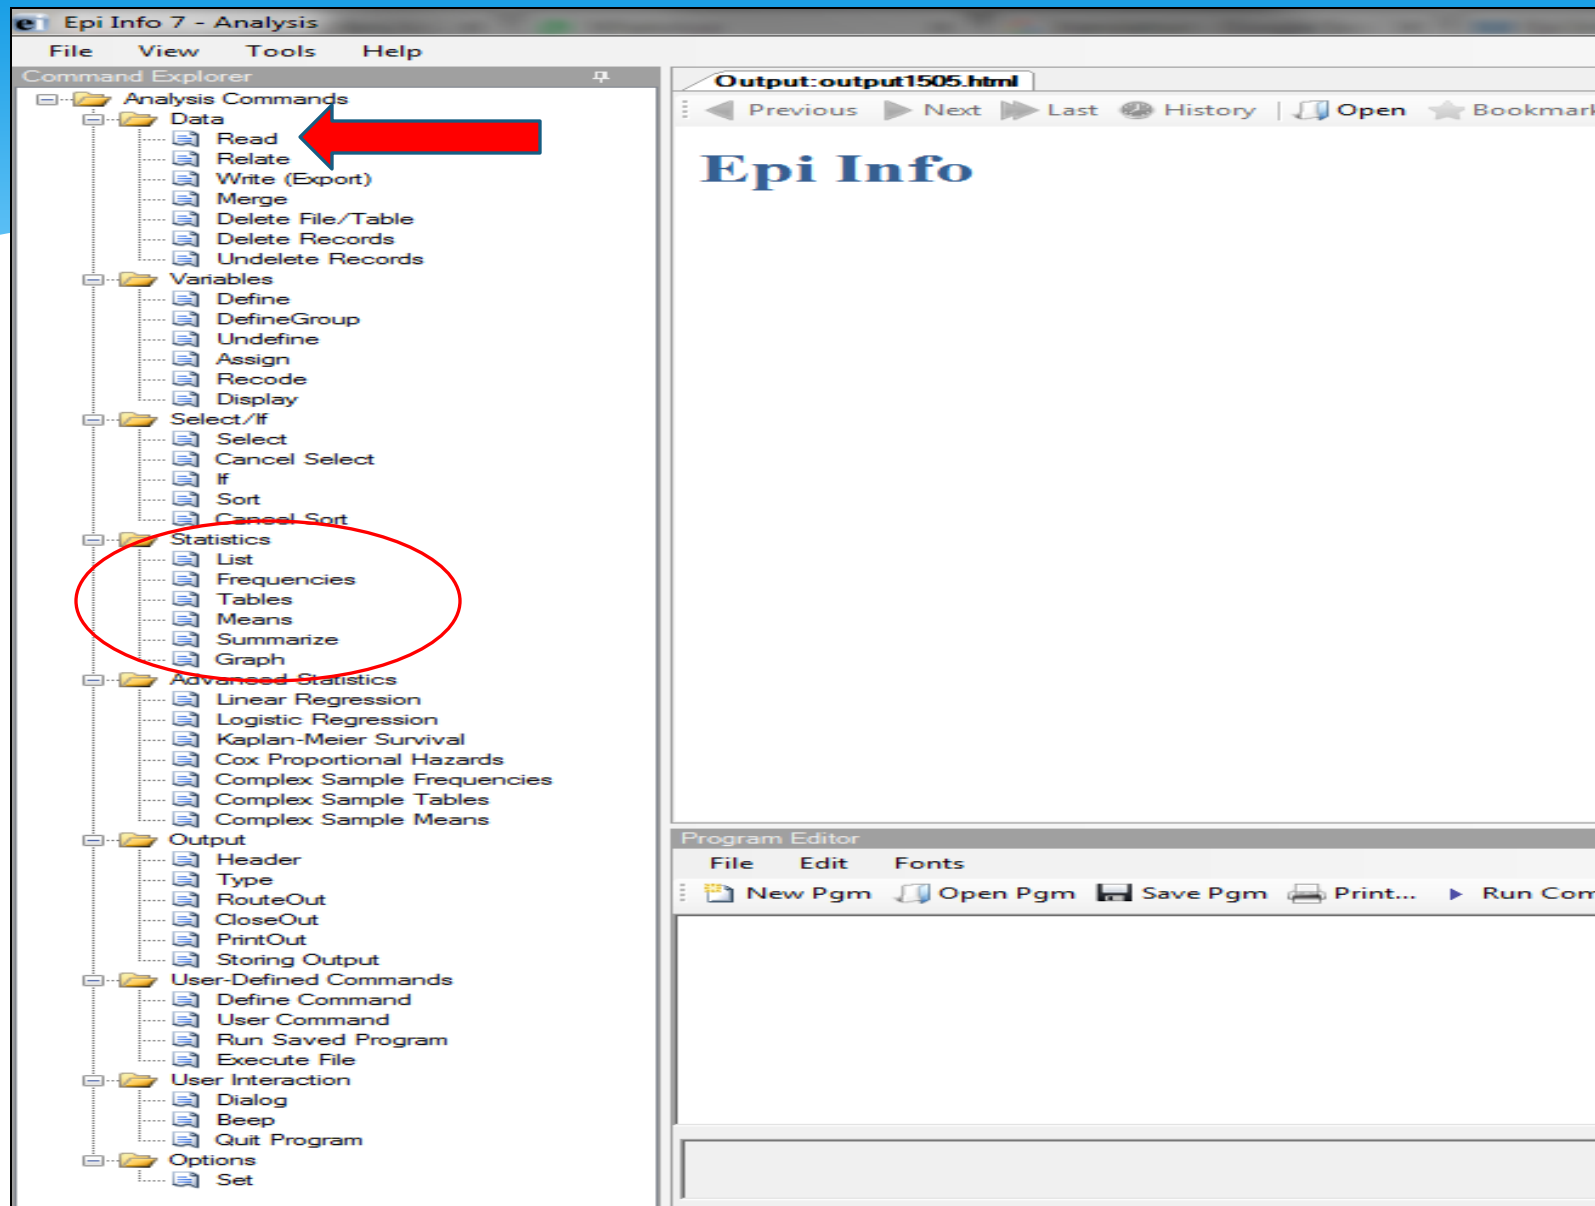 ei Epi Info 7 - Analysis
File View Tools Help
Command Explorer
Analysis Commands
Data
Read
Relate
Write (Export)
Merge
Delete File/Table
Delete Records
Undelete Records
Variables
Define
DefineGroup
Undefine
Assign
Recode
Display
Select/If
Select
Cancel Select
If
Sort
Cancel Sort
Statistics
List
Frequencies
Tables
Means
Summarize
Graph
Advanced Statistics
Linear Regression
Logistic Regression
Kaplan-Meier Survival
Cox Proportional Hazards
Complex Sample Frequencies
Complex Sample Tables
Complex Sample Means
Output
Header
Type
RouteOut
CloseOut
PrintOut
Storing Output
User-Defined Commands
Define Command
User Command
Run Saved Program
Execute File
User Interaction
Dialog
Beep
Quit Program
Options
Set
Output:output1505.html
Previous Next Last History Open Bookmark
Epi Info
Program Editor
File Edit Fonts
New Pgm Open Pgm Save Pgm Print... Run Com